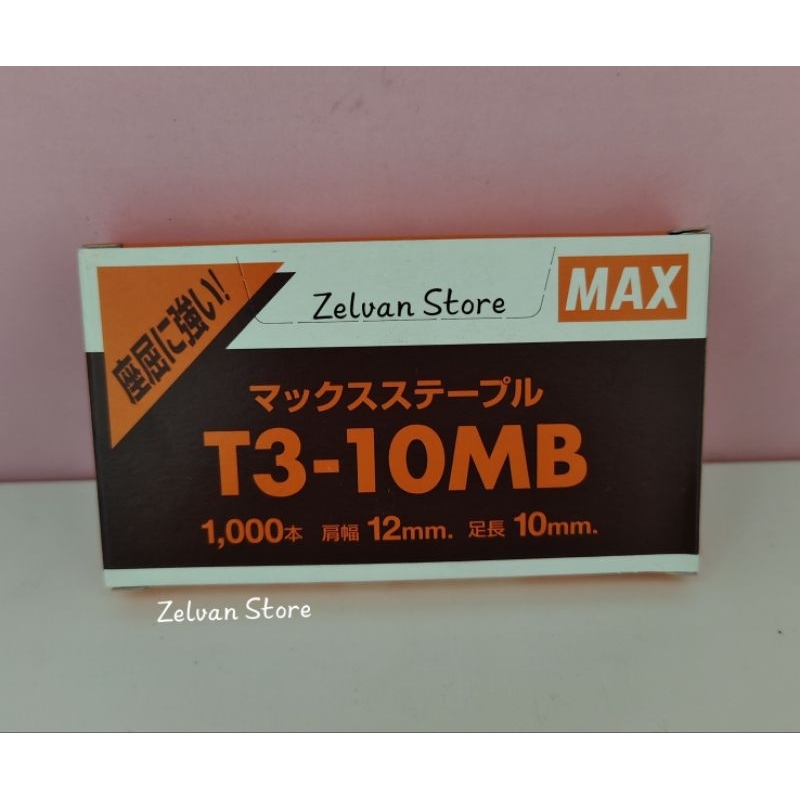 座屈に強い!
Zelvan Store
MAX
マックスステープル
T3-10MB
1,000本 肩幅 12mm. 足長 10mm.
Zelvan Store